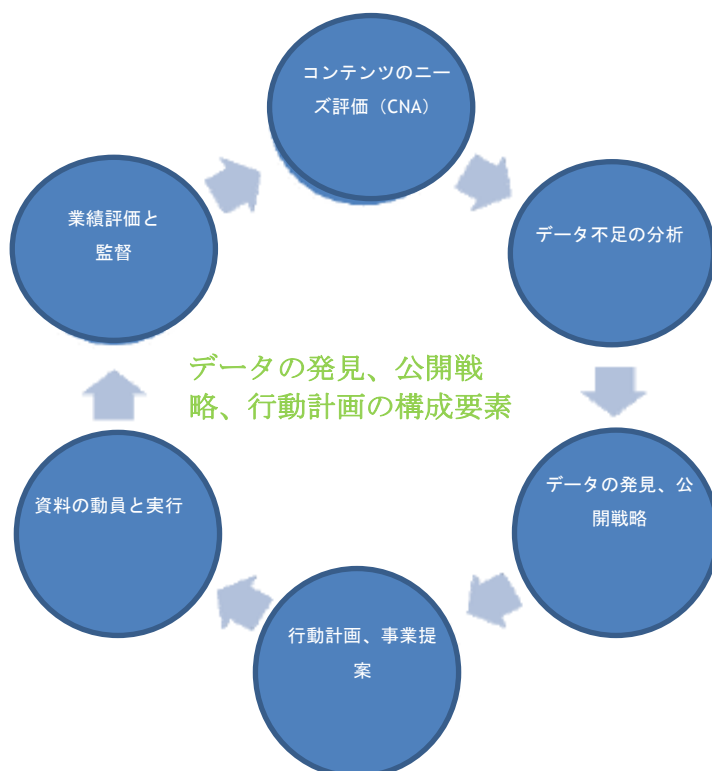 コンテンツのニー
ズ評価（CNA）
データ不足の分析
データの発見、公
開戦略
行動計画、事業提
案
資料の動員と実行
業績評価と
監督
データの発見、公開戦
略、行動計画の構成要素